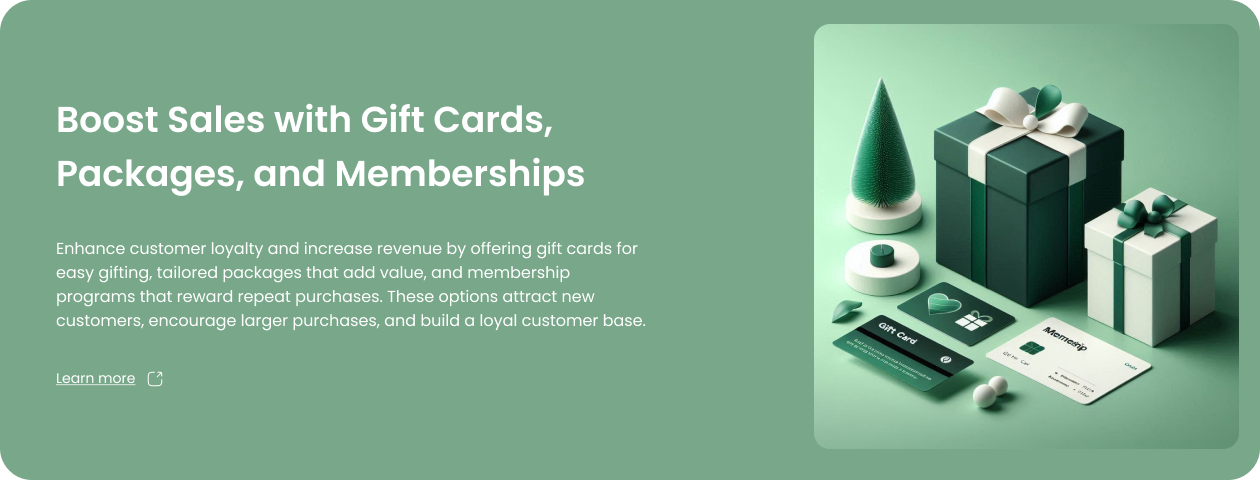 Boost Sales with Gift Cards,
Packages, and Memberships
Enhance customer loyalty and increase revenue by offering gift cards for
easy gifting, tailored packages that add value, and membership
programs that reward repeat purchases. These options attract new
customers, encourage larger purchases, and build a loyal customer base.
Learn more
Gift Card